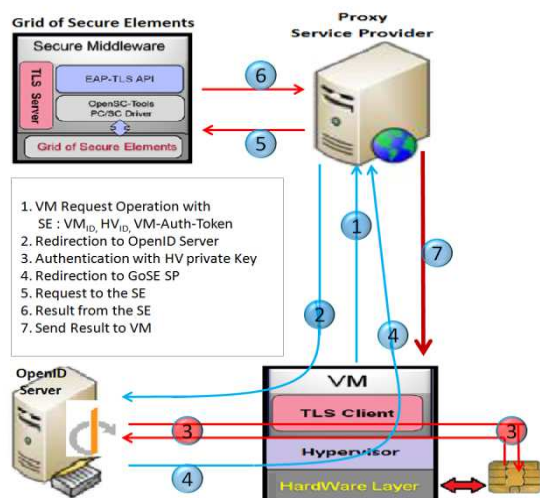 Grid of Secure Elements
Proxy
Service Provider
Secure Middleware
TLS Server
EAP-TLS API
OpenSC-Tools
PC/SC Driver
Grid of Secure Elements
6
5
1. VM Request Operation with
SE : VMID, HVID, VM-Auth-Token
2. Redirection to OpenID Server
3. Authentication with HV private Key
4. Redirection to GoSE SP
5. Request to the SE
6. Result from the SE
7. Send Result to VM
1
7
2
4
OpenID
Server
VM
TLS Client
3
3
Hypervisor
4
HardWare Layer